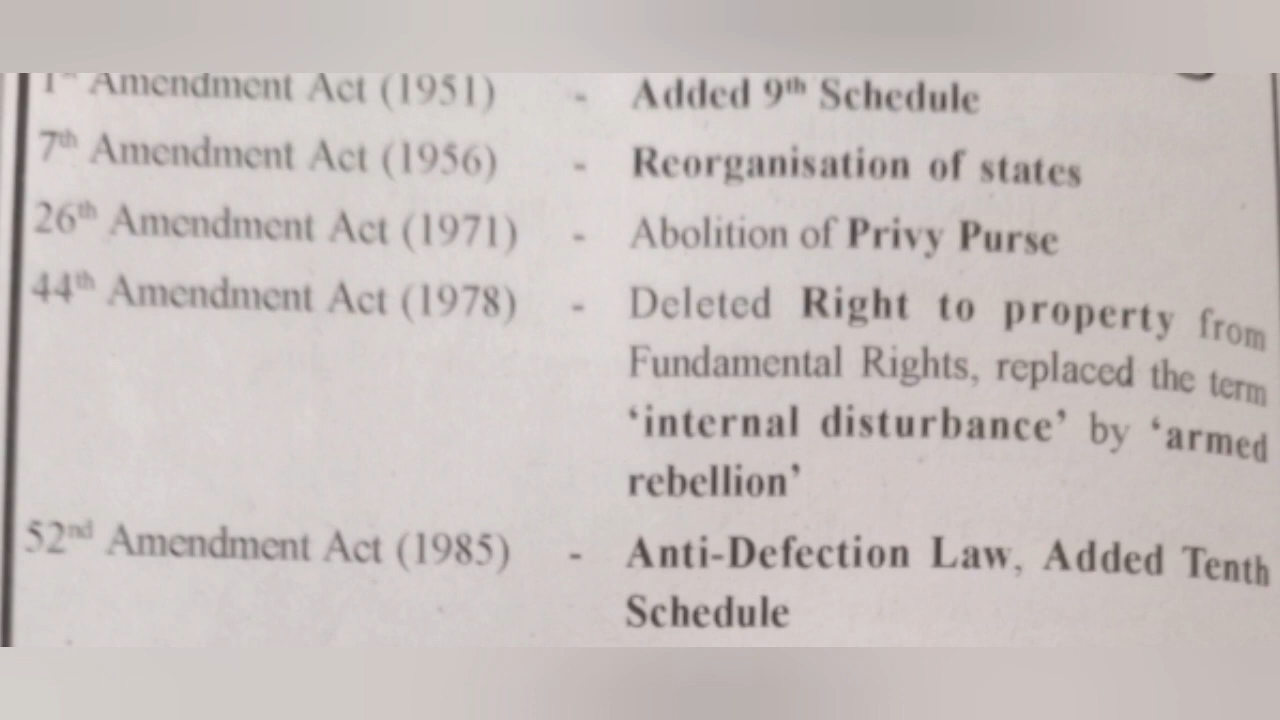 1st Amendment Act (1951) - Added 9th Schedule
7th Amendment Act (1956) - Reorganisation of states
26th Amendment Act (1971) - Abolition of Privy Purse
44th Amendment Act (1978) - Deleted Right to property from
Fundamental Rights, replaced the term
‘internal disturbance’ by ‘armed
rebellion’
52nd Amendment Act (1985) - Anti-Defection Law, Added Tenth
Schedule